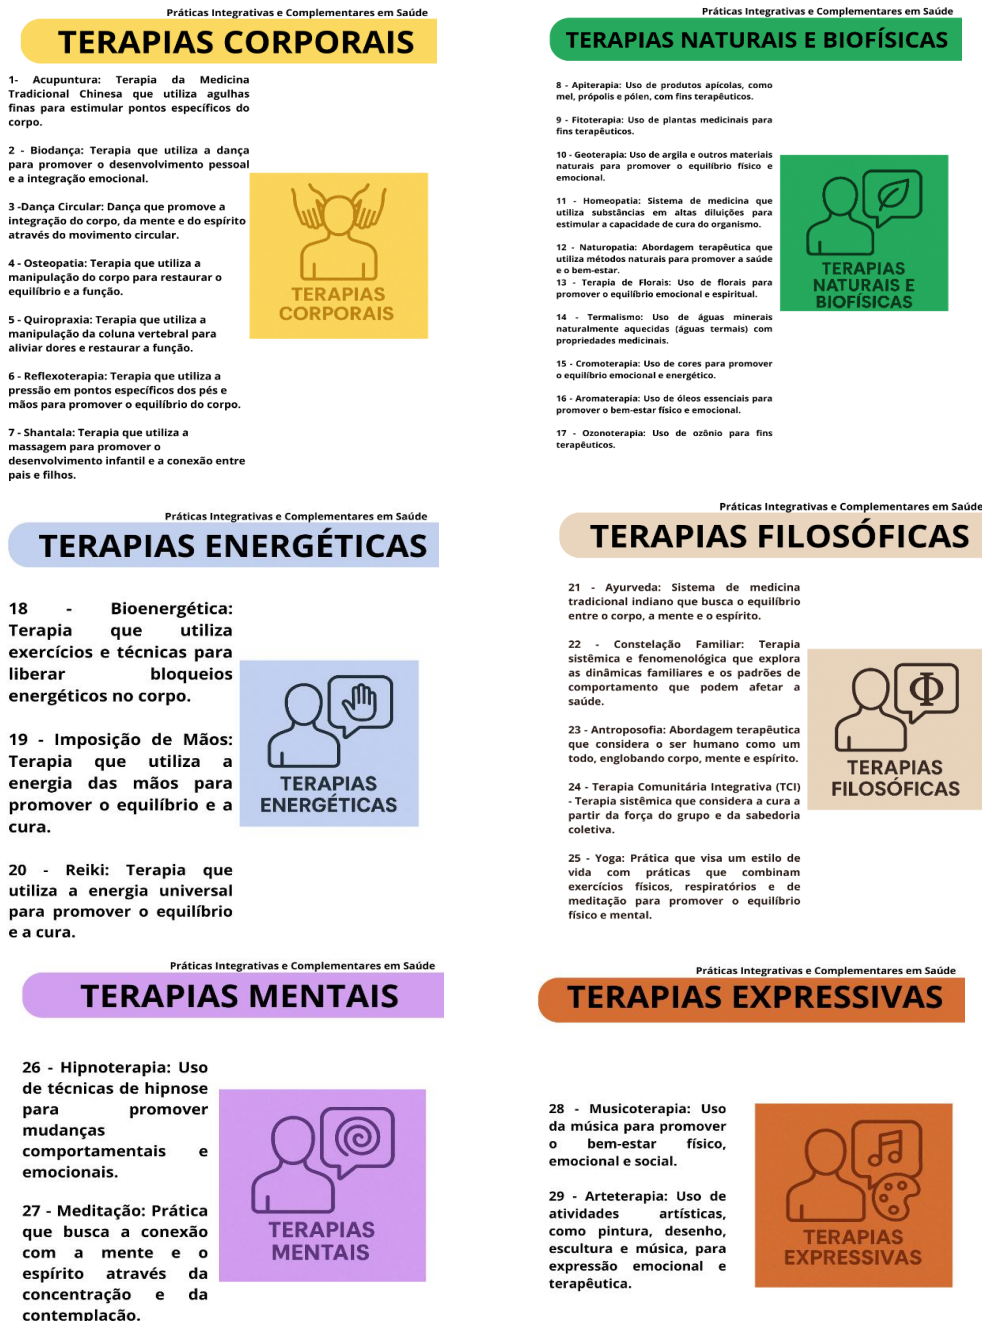 Práticas Integrativas e Complementares em Saúde
TERAPIAS CORPORAIS
1- Acupuntura: Terapia da Medicina
Tradicional Chinesa que utiliza agulhas
finas para estimular pontos específicos do
corpo.
2 - Biodança: Terapia que utiliza a dança
para promover o desenvolvimento pessoal
e a integração emocional.
3 -Dança Circular: Dança que promove a
integração do corpo, da mente e do espírito
através do movimento circular.
4 - Osteopatia: Terapia que utiliza a
manipulação do corpo para restaurar o
equilíbrio e a função.
5 - Quiropraxia: Terapia que utiliza a
manipulação da coluna vertebral para
aliviar dores e restaurar a função.
6 - Reflexoterapia: Terapia que utiliza a
pressão em pontos específicos dos pés e
mãos para promover o equilíbrio do corpo.
7 - Shantala: Terapia que utiliza a
massagem para promover o
desenvolvimento infantil e a conexão entre
pais e filhos.
TERAPIAS
CORPORAIS
Práticas Integrativas e Complementares em Saúde
TERAPIAS NATURAIS E BIOFÍSICAS
8 - Apiterapia: Uso de produtos apícolas, como
mel, própolis e pólen, com fins terapêuticos.
9 - Fitoterapia: Uso de plantas medicinais para
fins terapêuticos.
10 - Geoterapia: Uso de argila e outros materiais
naturais para promover o equilíbrio físico e
emocional.
11 - Homeopatia: Sistema de medicina que
utiliza substâncias em altas diluições para
estimular a capacidade de cura do organismo.
12 - Naturopatia: Abordagem terapêutica que
utiliza métodos naturais para promover a saúde
e o bem-estar.
13 - Terapia de Florais: Uso de florais para
promover o equilíbrio emocional e espiritual.
14 - Termalismo: Uso de águas minerais
naturalmente aquecidas (águas termais) com
propriedades medicinais.
15 - Cromoterapia: Uso de cores para promover
o equilíbrio emocional e energético.
16 - Aromaterapia: Uso de óleos essenciais para
promover o bem-estar físico e emocional.
17 - Ozonoterapia: Uso de ozônio para fins
terapêuticos.
TERAPIAS
NATURAIS E
BIOFÍSICAS
Práticas Integrativas e Complementares em Saúde
TERAPIAS ENERGÉTICAS
18 - Bioenergética:
Terapia que utiliza
exercícios e técnicas para
liberar bloqueios
energéticos no corpo.
19 - Imposição de Mãos:
Terapia que utiliza a
energia das mãos para
promover o equilíbrio e a
cura.
20 - Reiki: Terapia que
utiliza a energia universal
para promover o equilíbrio
e a cura.
TERAPIAS
ENERGÉTICAS
Práticas Integrativas e Complementares em Saúde
TERAPIAS FILOSÓFICAS
21 - Ayurveda: Sistema de medicina
tradicional indiano que busca o equilíbrio
entre o corpo, a mente e o espírito.
22 - Constelação Familiar: Terapia
sistêmica e fenomenológica que explora
as dinâmicas familiares e os padrões de
comportamento que podem afetar a
saúde.
23 - Antroposofia: Abordagem terapêutica
que considera o ser humano como um
todo, englobando corpo, mente e espírito.
24 - Terapia Comunitária Integrativa (TCI)
- Terapia sistêmica que considera a cura a
partir da força do grupo e da sabedoria
coletiva.
25 - Yoga: Prática que visa um estilo de
vida com práticas que combinam
exercícios físicos, respiratórios e de
meditação para promover o equilíbrio
físico e mental.
Φ
TERAPIAS
FILOSÓFICAS
Práticas Integrativas e Complementares em Saúde
TERAPIAS MENTAIS
26 - Hipnoterapia: Uso
de técnicas de hipnose
para promover
mudanças
comportamentais e
emocionais.
27 - Meditação: Prática
que busca a conexão
com a mente e o
espírito através da
concentração e da
contemplação.
TERAPIAS
MENTAIS
Práticas Integrativas e Complementares em Saúde
TERAPIAS EXPRESSIVAS
28 - Musicoterapia: Uso
da música para promover
o bem-estar físico,
emocional e social.
29 - Arteterapia: Uso de
atividades artísticas,
como pintura, desenho,
escultura e música, para
expressão emocional e
terapêutica.
TERAPIAS
EXPRESSIVAS